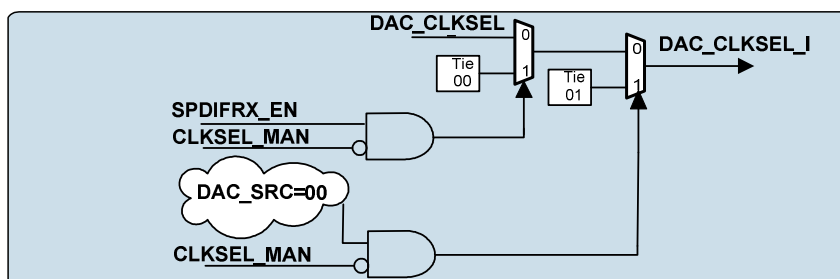 DAC_CLKSEL
0
DAC_CLKSEL_I
0
Tie
00
1
Tie
01
1
SPDIFRX_EN
CLKSEL_MAN
DAC_SRC=00
CLKSEL_MAN